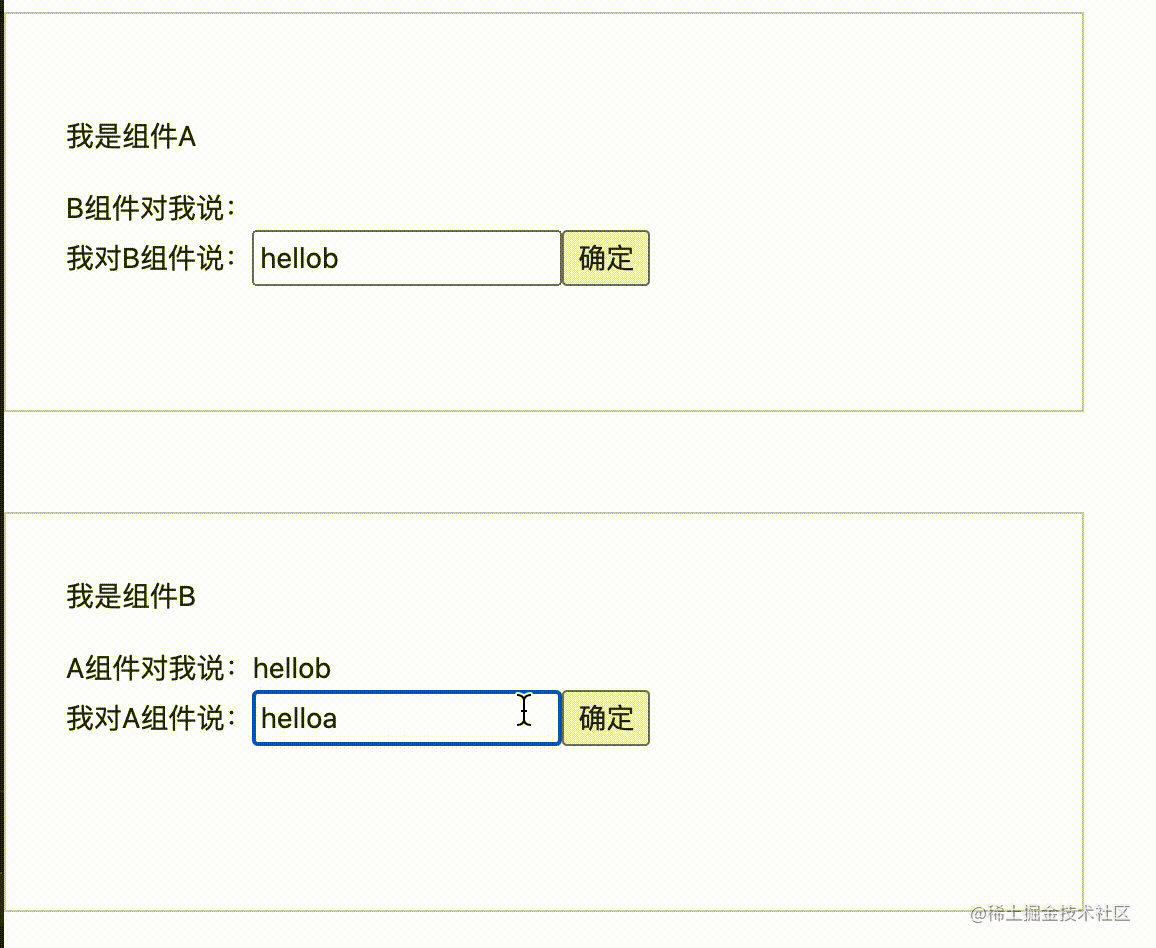 我是组件A
B组件对我说：
我对B组件说： hellob 确定
我是组件B
A组件对我说：hellob
我对A组件说： helloa 确定
@稀土掘金技术社区